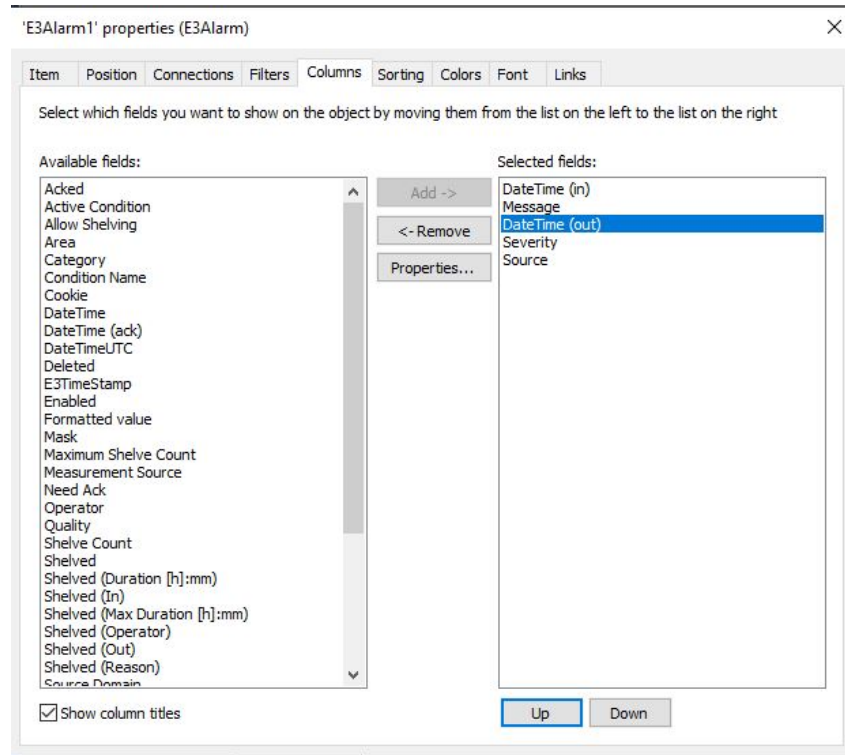 'E3Alarm1' properties (E3Alarm)
Item Position Connections Filters Columns Sorting Colors Font Links
Select which fields you want to show on the object by moving them from the list on the left to the list on the right
Available fields:
Acked
Active Condition
Allow Shelving
Area
Category
Condition Name
Cookie
DateTime
DateTime (ack)
DateTimeUTC
Deleted
E3TimeStamp
Enabled
Formatted value
Mask
Maximum Shelve Count
Measurement Source
Need Ack
Operator
Quality
Shelve Count
Shelved
Shelved (Duration [h]:mm)
Shelved (In)
Shelved (Max Duration [h]:mm)
Shelved (Operator)
Shelved (Out)
Shelved (Reason)
Source Domain
Add ->
<- Remove
Properties...
Selected fields:
DateTime (in)
Message
DateTime (out)
Severity
Source
Show column titles
Up Down